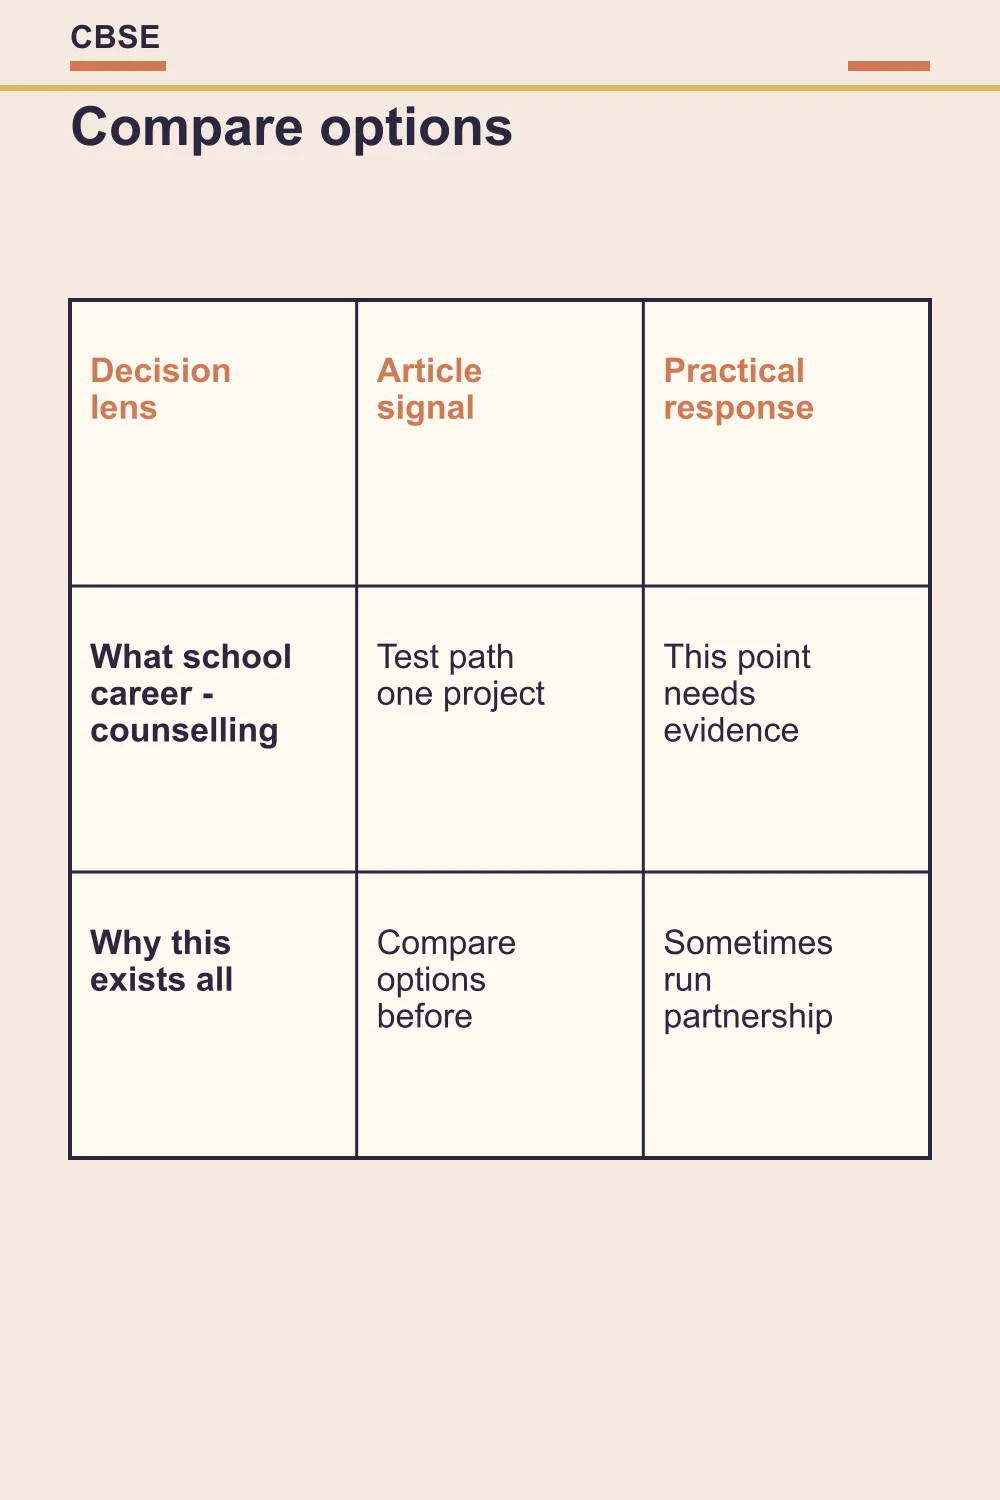 CBSE
Compare options
Decision
lens
Article
signal
Practical
response
What school
career -
counselling
Test path
one project
This point
needs
evidence
Why this
exists all
Compare
options
before
Sometimes
run
partnership